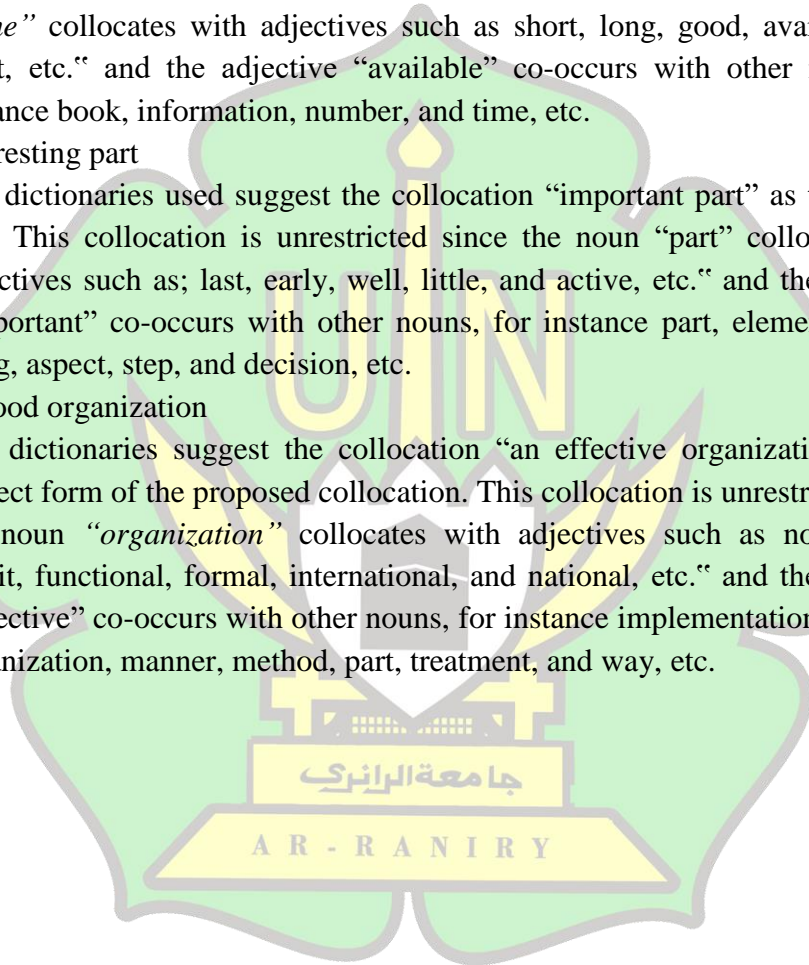 ne” collocates with adjectives such as short, long, good, ava
t, etc.‟ and the adjective “available” co-occurs with other
ance book, information, number, and time, etc.
resting part
dictionaries used suggest the collocation “important part” as
This collocation is unrestricted since the noun “part” collo
ectives such as; last, early, well, little, and active, etc.‟ and the
portant” co-occurs with other nouns, for instance part, eleme
g, aspect, step, and decision, etc.
ood organization
dictionaries suggest the collocation “an effective organizati
ect form of the proposed collocation. This collocation is unrestr
noun “organization” collocates with adjectives such as no
it, functional, formal, international, and national, etc.‟ and the
ective” co-occurs with other nouns, for instance implementation
anization, manner, method, part, treatment, and way, etc.
UIN
جامعة الرانري
AR-RANIRY